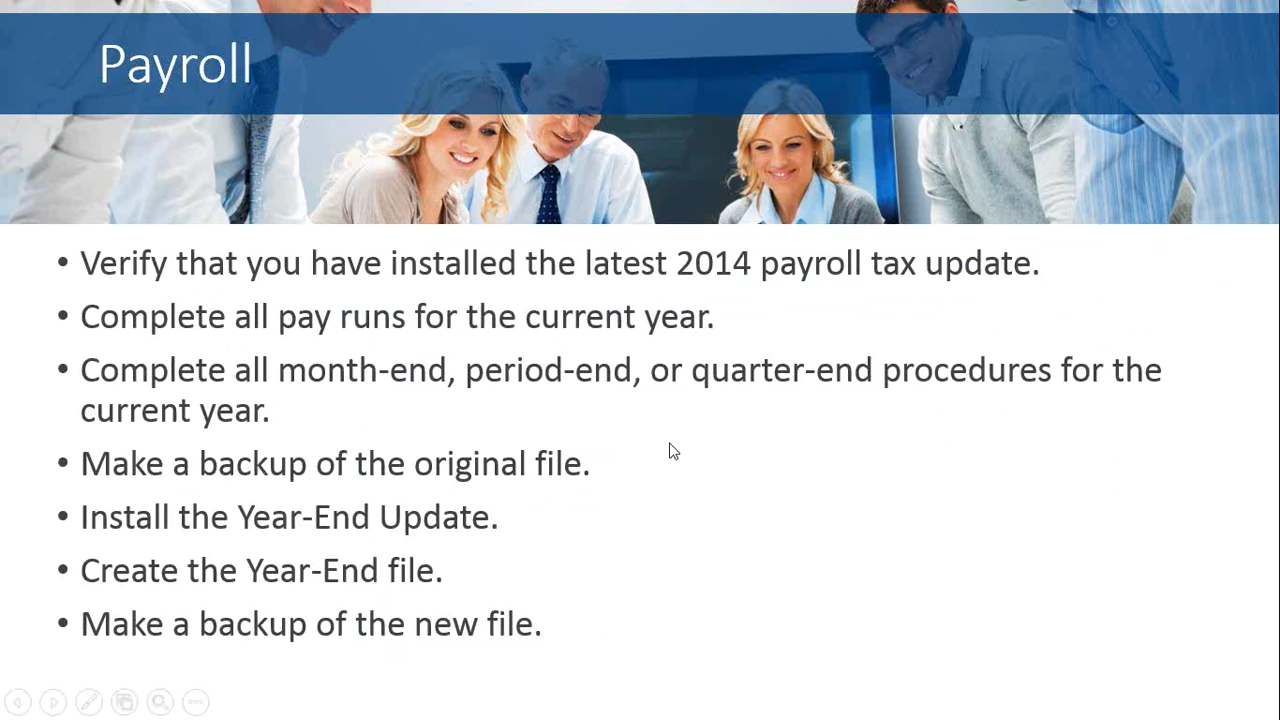 Payroll
• Verify that you have installed the latest 2014 payroll tax update.
• Complete all pay runs for the current year.
• Complete all month-end, period-end, or quarter-end procedures for the
current year.
• Make a backup of the original file.
• Install the Year-End Update.
• Create the Year-End file.
• Make a backup of the new file.